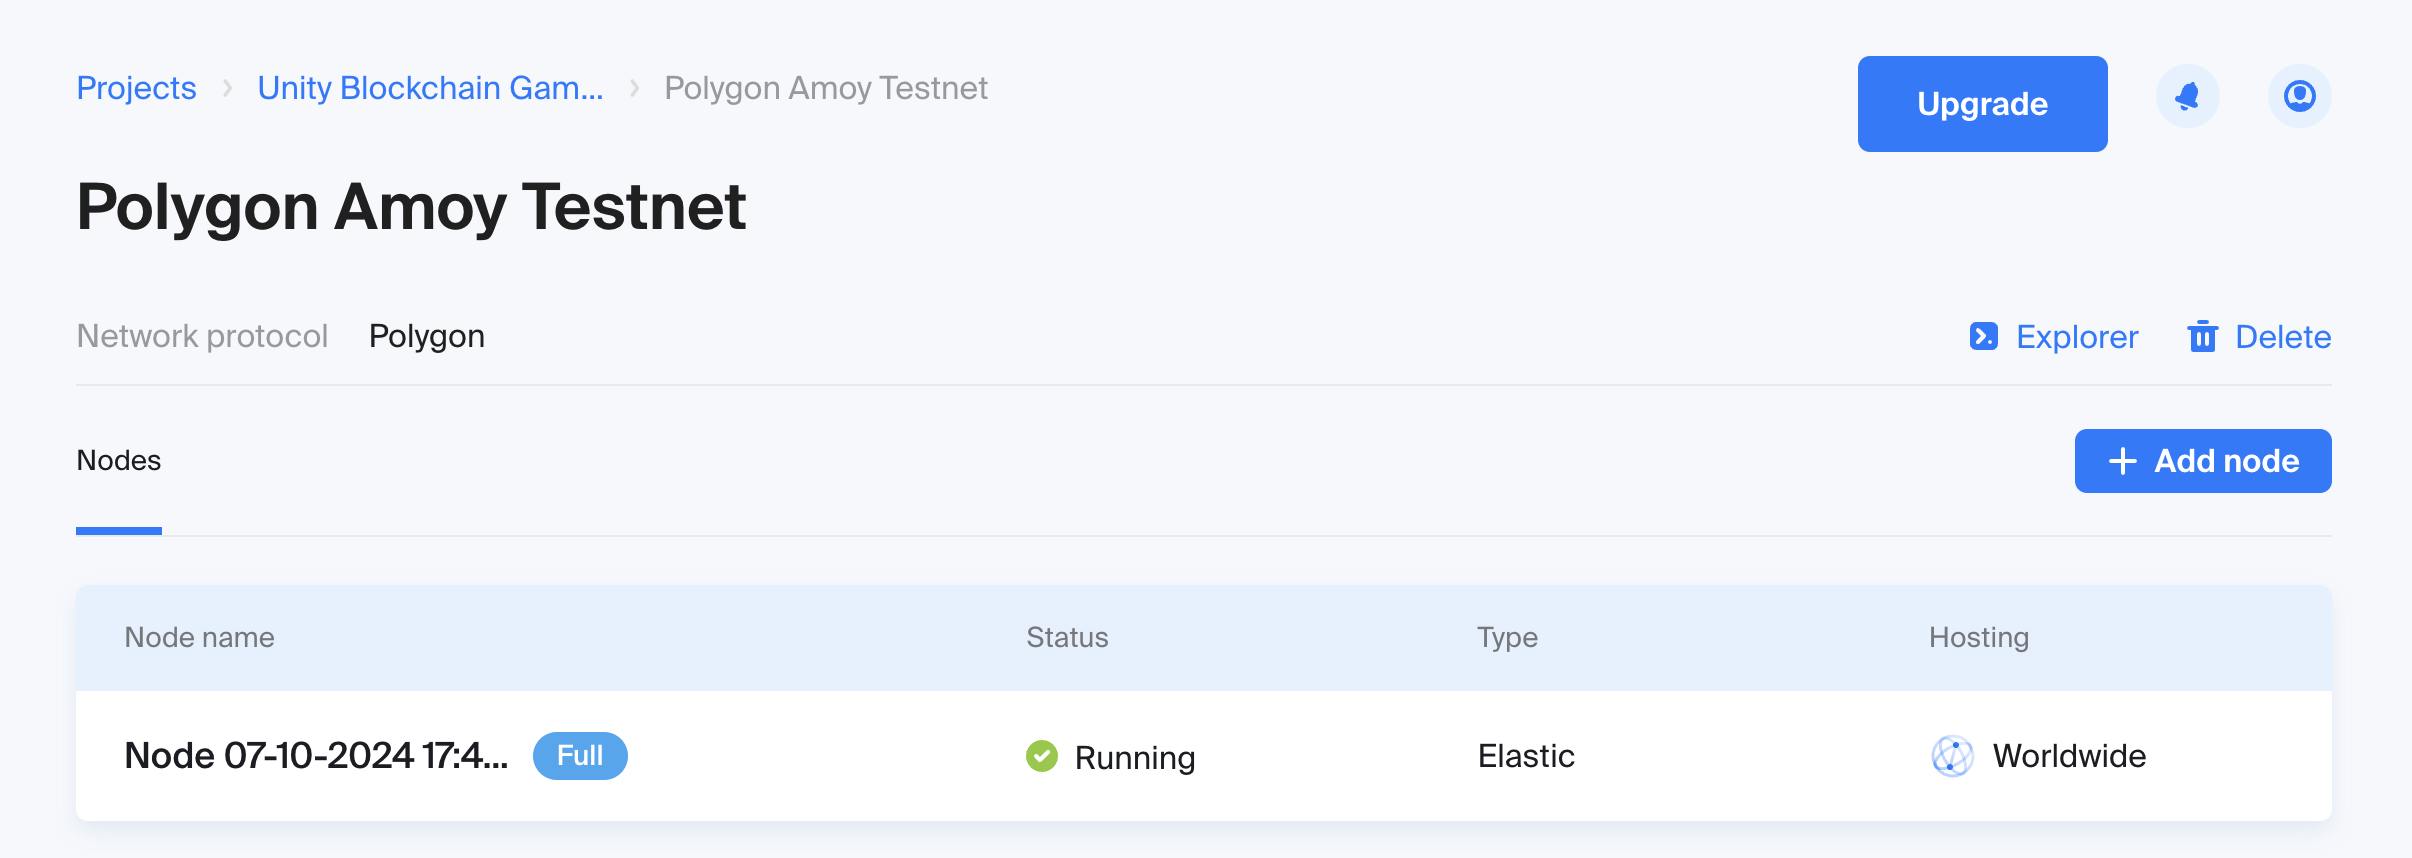 Projects › Unity Blockchain Gam... › Polygon Amoy Testnet
Upgrade
Polygon Amoy Testnet
Network protocol Polygon
Explorer Delete
Nodes
Add node
Node name Status Type Hosting
Node 07-10-2024 17:4... Full Running Elastic Worldwide